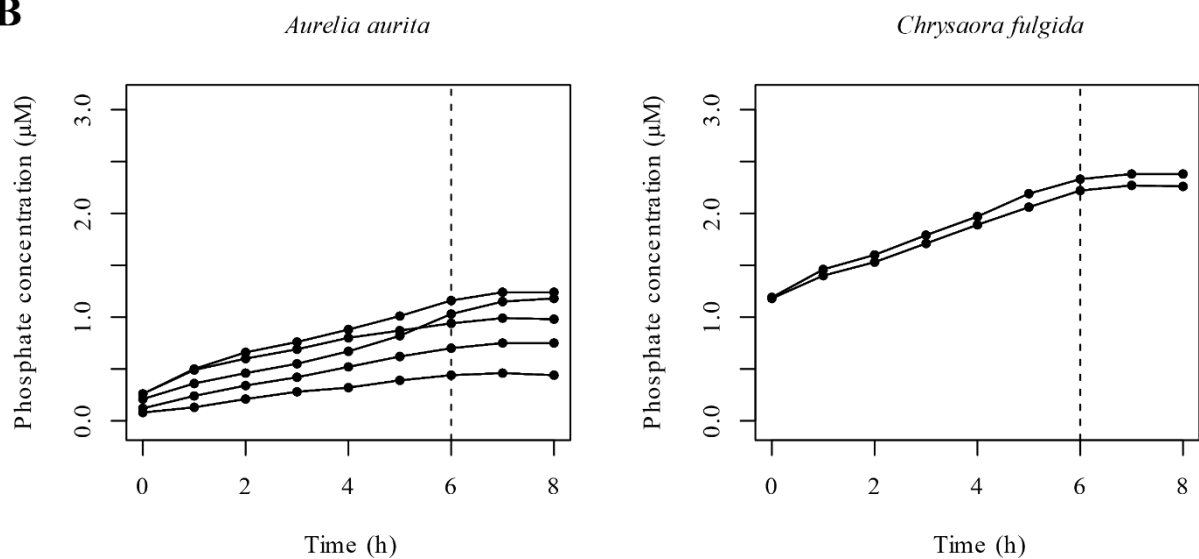 B
Aurelia aurita
Chrysaora fulgida
Phosphate concentration (µM)
3.0
2.0
1.0
0.0
0 2 4 6 8
Time (h)
Phosphate concentration (µM)
3.0
2.0
1.0
0.0
0 2 4 6 8
Time (h)